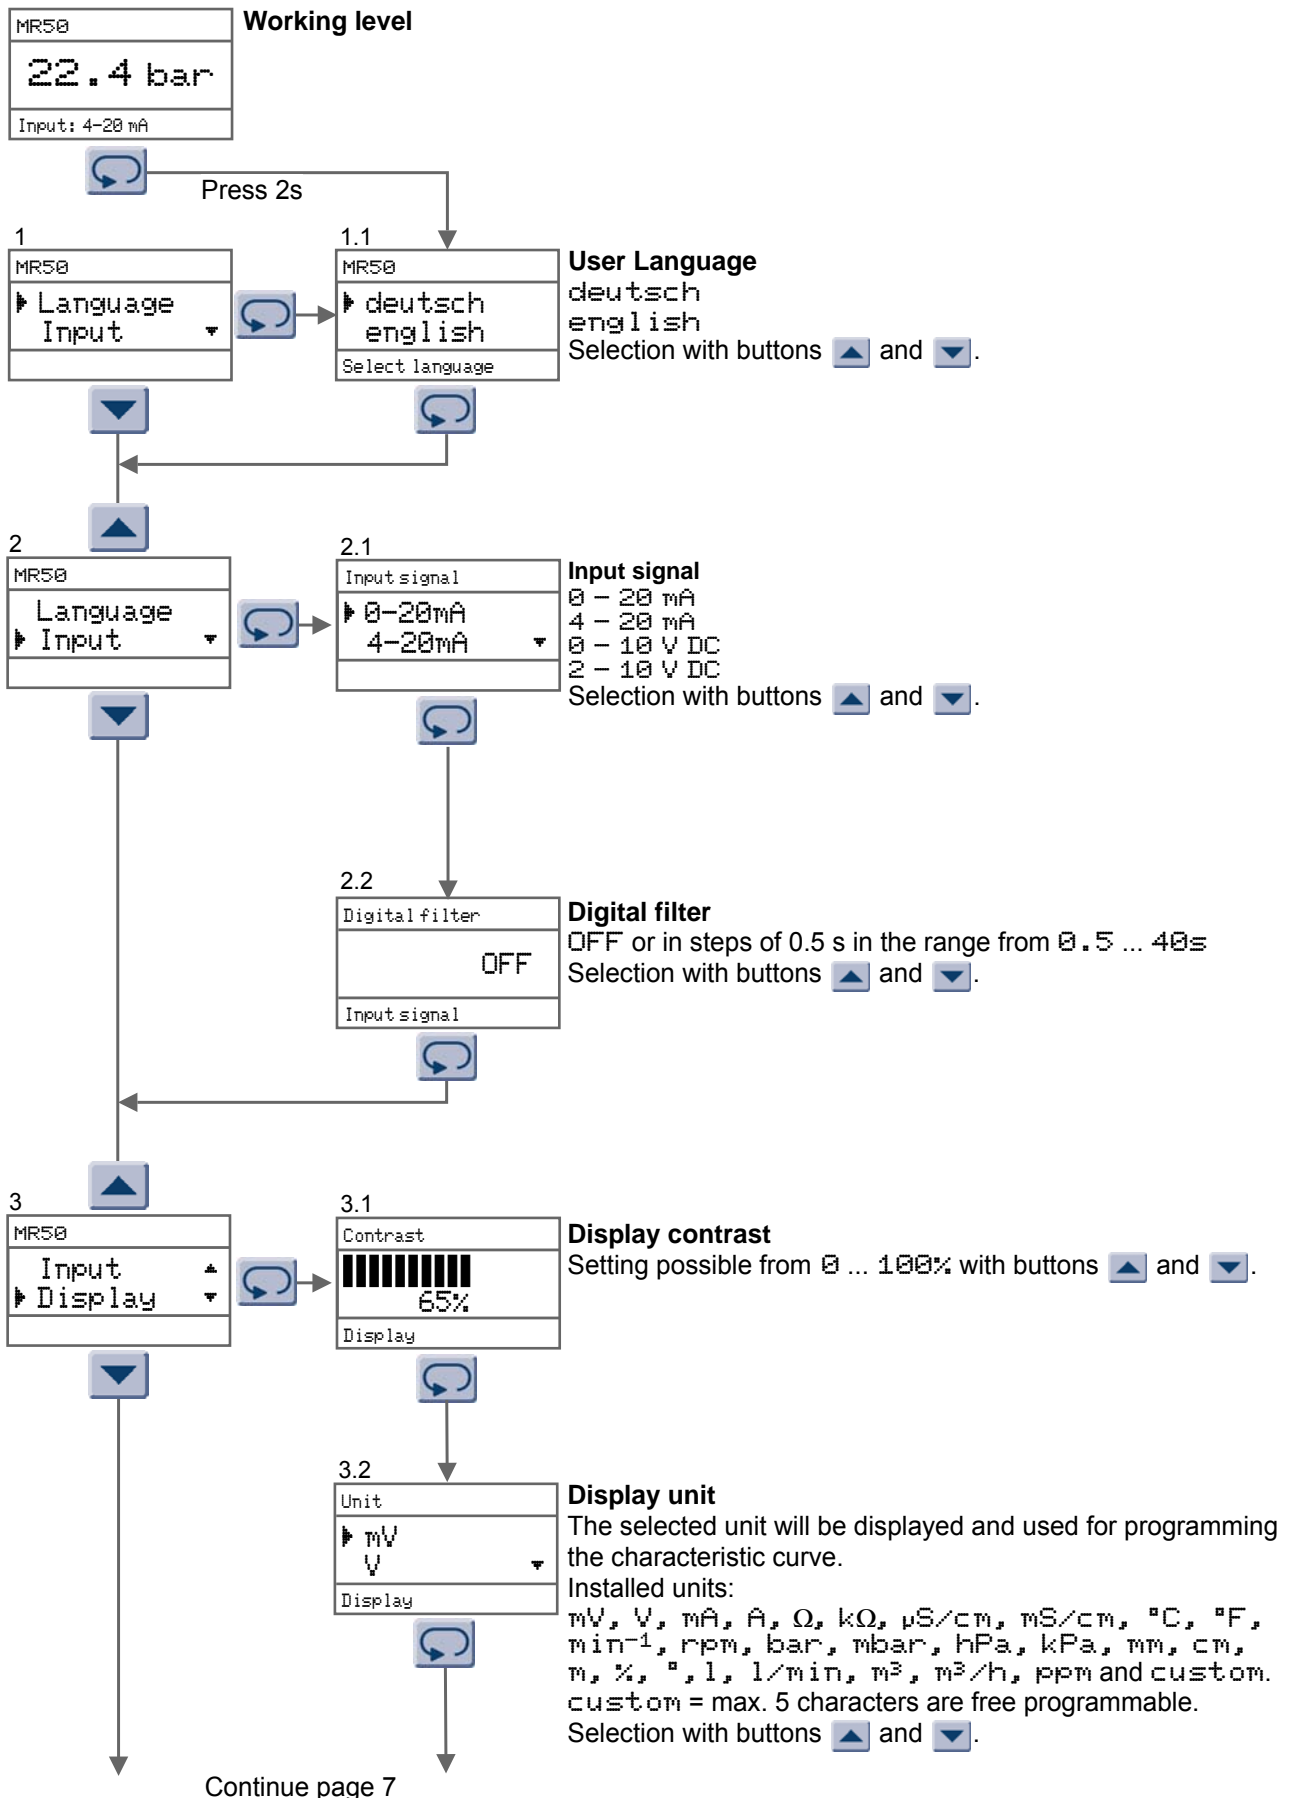 MR50
Working level
22.4 bar
Input: 4-20 mA
Press 2s
1
MR50
Language
Input
1.1
MR50
deutsch
english
Select language
User Language
deutsch
english
Selection with buttons and .
2
MR50
Language
Input
2.1
Input signal
0-20mA
4-20mA
Input signal
0 – 20 mA
4 – 20 mA
0 – 10 V DC
2 – 10 V DC
Selection with buttons and .
2.2
Digital filter
OFF
Input signal
Digital filter
OFF or in steps of 0.5 s in the range from 0.5 ... 40s
Selection with buttons and .
3
MR50
Input
Display
3.1
Contrast
65%
Display
Display contrast
Setting possible from 0 ... 100% with buttons and .
3.2
Unit
mV
V
Display
Display unit
The selected unit will be displayed and used for programming
the characteristic curve.
Installed units:
mV, V, mA, A, Ω, kΩ, µS/cm, mS/cm, °C, °F,
min⁻¹, rpm, bar, mbar, hPa, kPa, mm, cm,
m, %, °, l, l/min, m³, m³/h, ppm and custom.
custom = max. 5 characters are free programmable.
Selection with buttons and .
Continue page 7